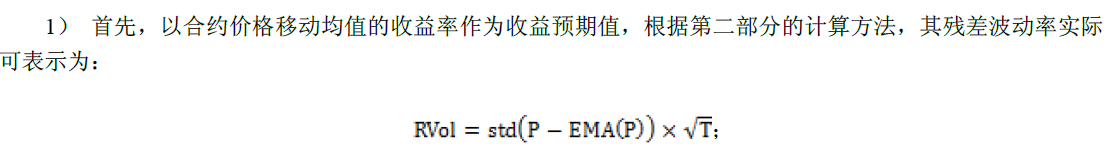 1） 首先，以合约价格移动均值的收益率作为收益预期值，根据第二部分的计算方法，其残差波动率实际
可表示为：
RVol = std(P − EMA(P)) × √T;